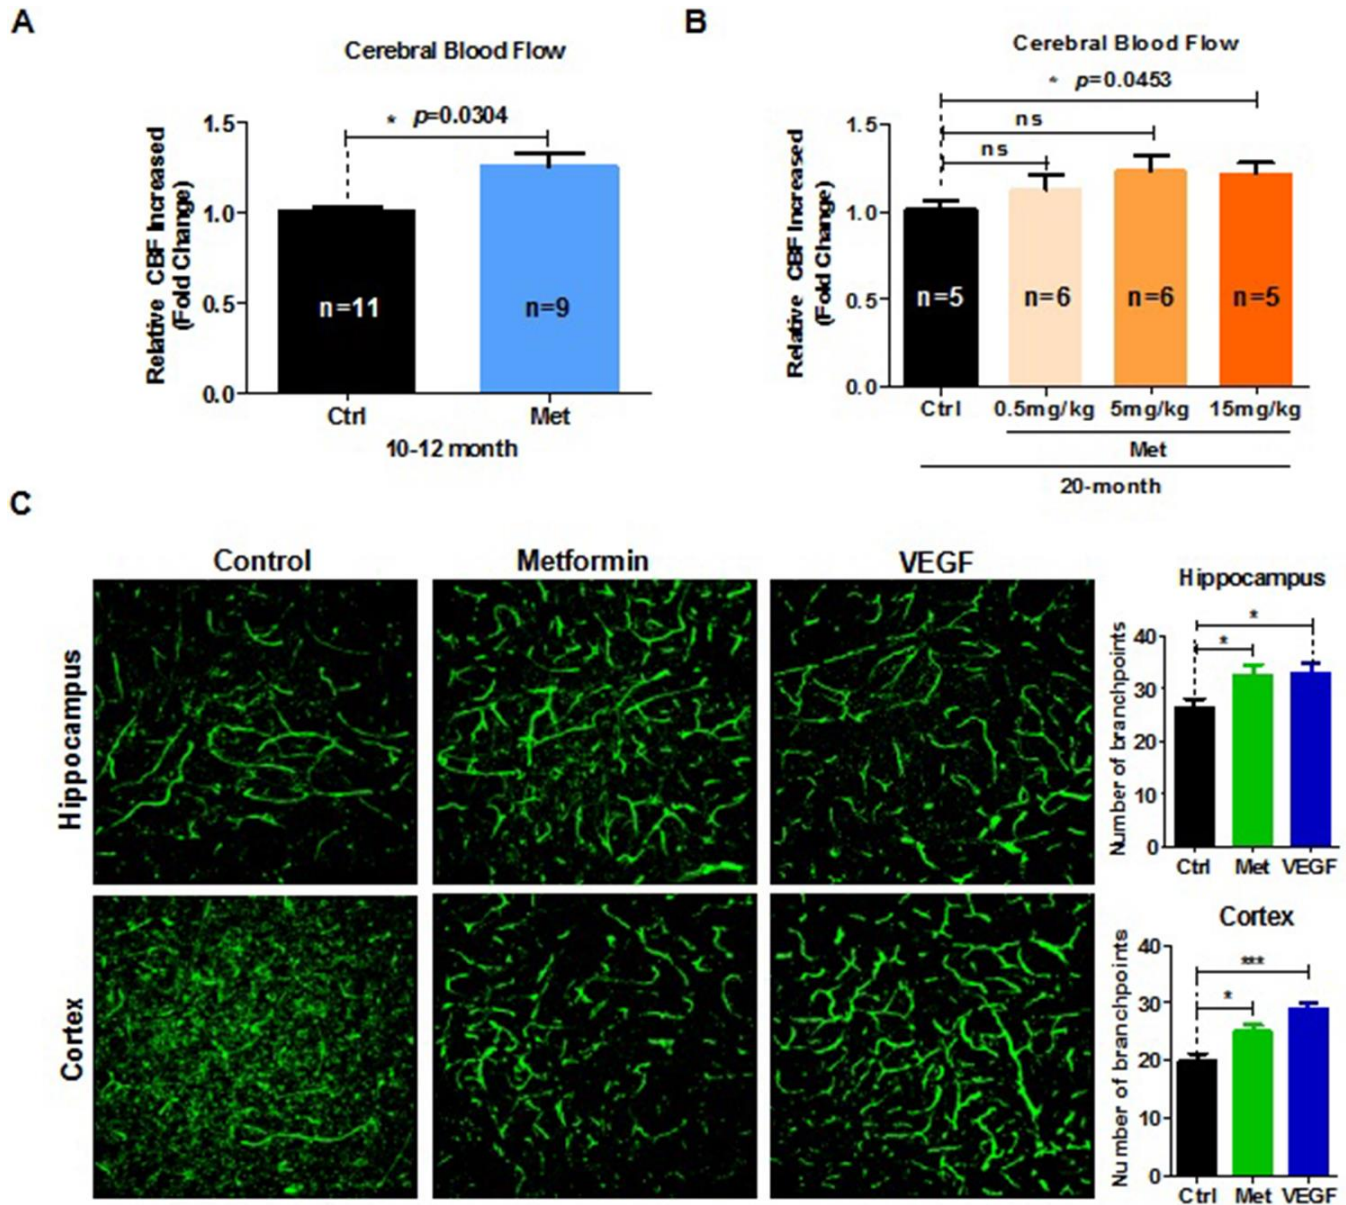 A
Cerebral Blood Flow
* p=0.0304
Relative CBF Increased
(Fold Change)
1.5
1.0
0.5
0.0
n=11
n=9
Ctrl
Met
10-12 month
B
Cerebral Blood Flow
* p=0.0453
ns
ns
Relative CBF Increased
(Fold Change)
1.5
1.0
0.5
0.0
n=5
n=6
n=6
n=5
Ctrl
0.5mg/kg
5mg/kg
15mg/kg
Met
20-month
C
Control
Metformin
VEGF
Hippocampus
Cortex
Hippocampus
*
*
Number of branchpoints
40
30
20
10
0
Ctrl
Met
VEGF
Cortex
***
*
Number of branchpoints
40
30
20
10
0
Ctrl
Met
VEGF